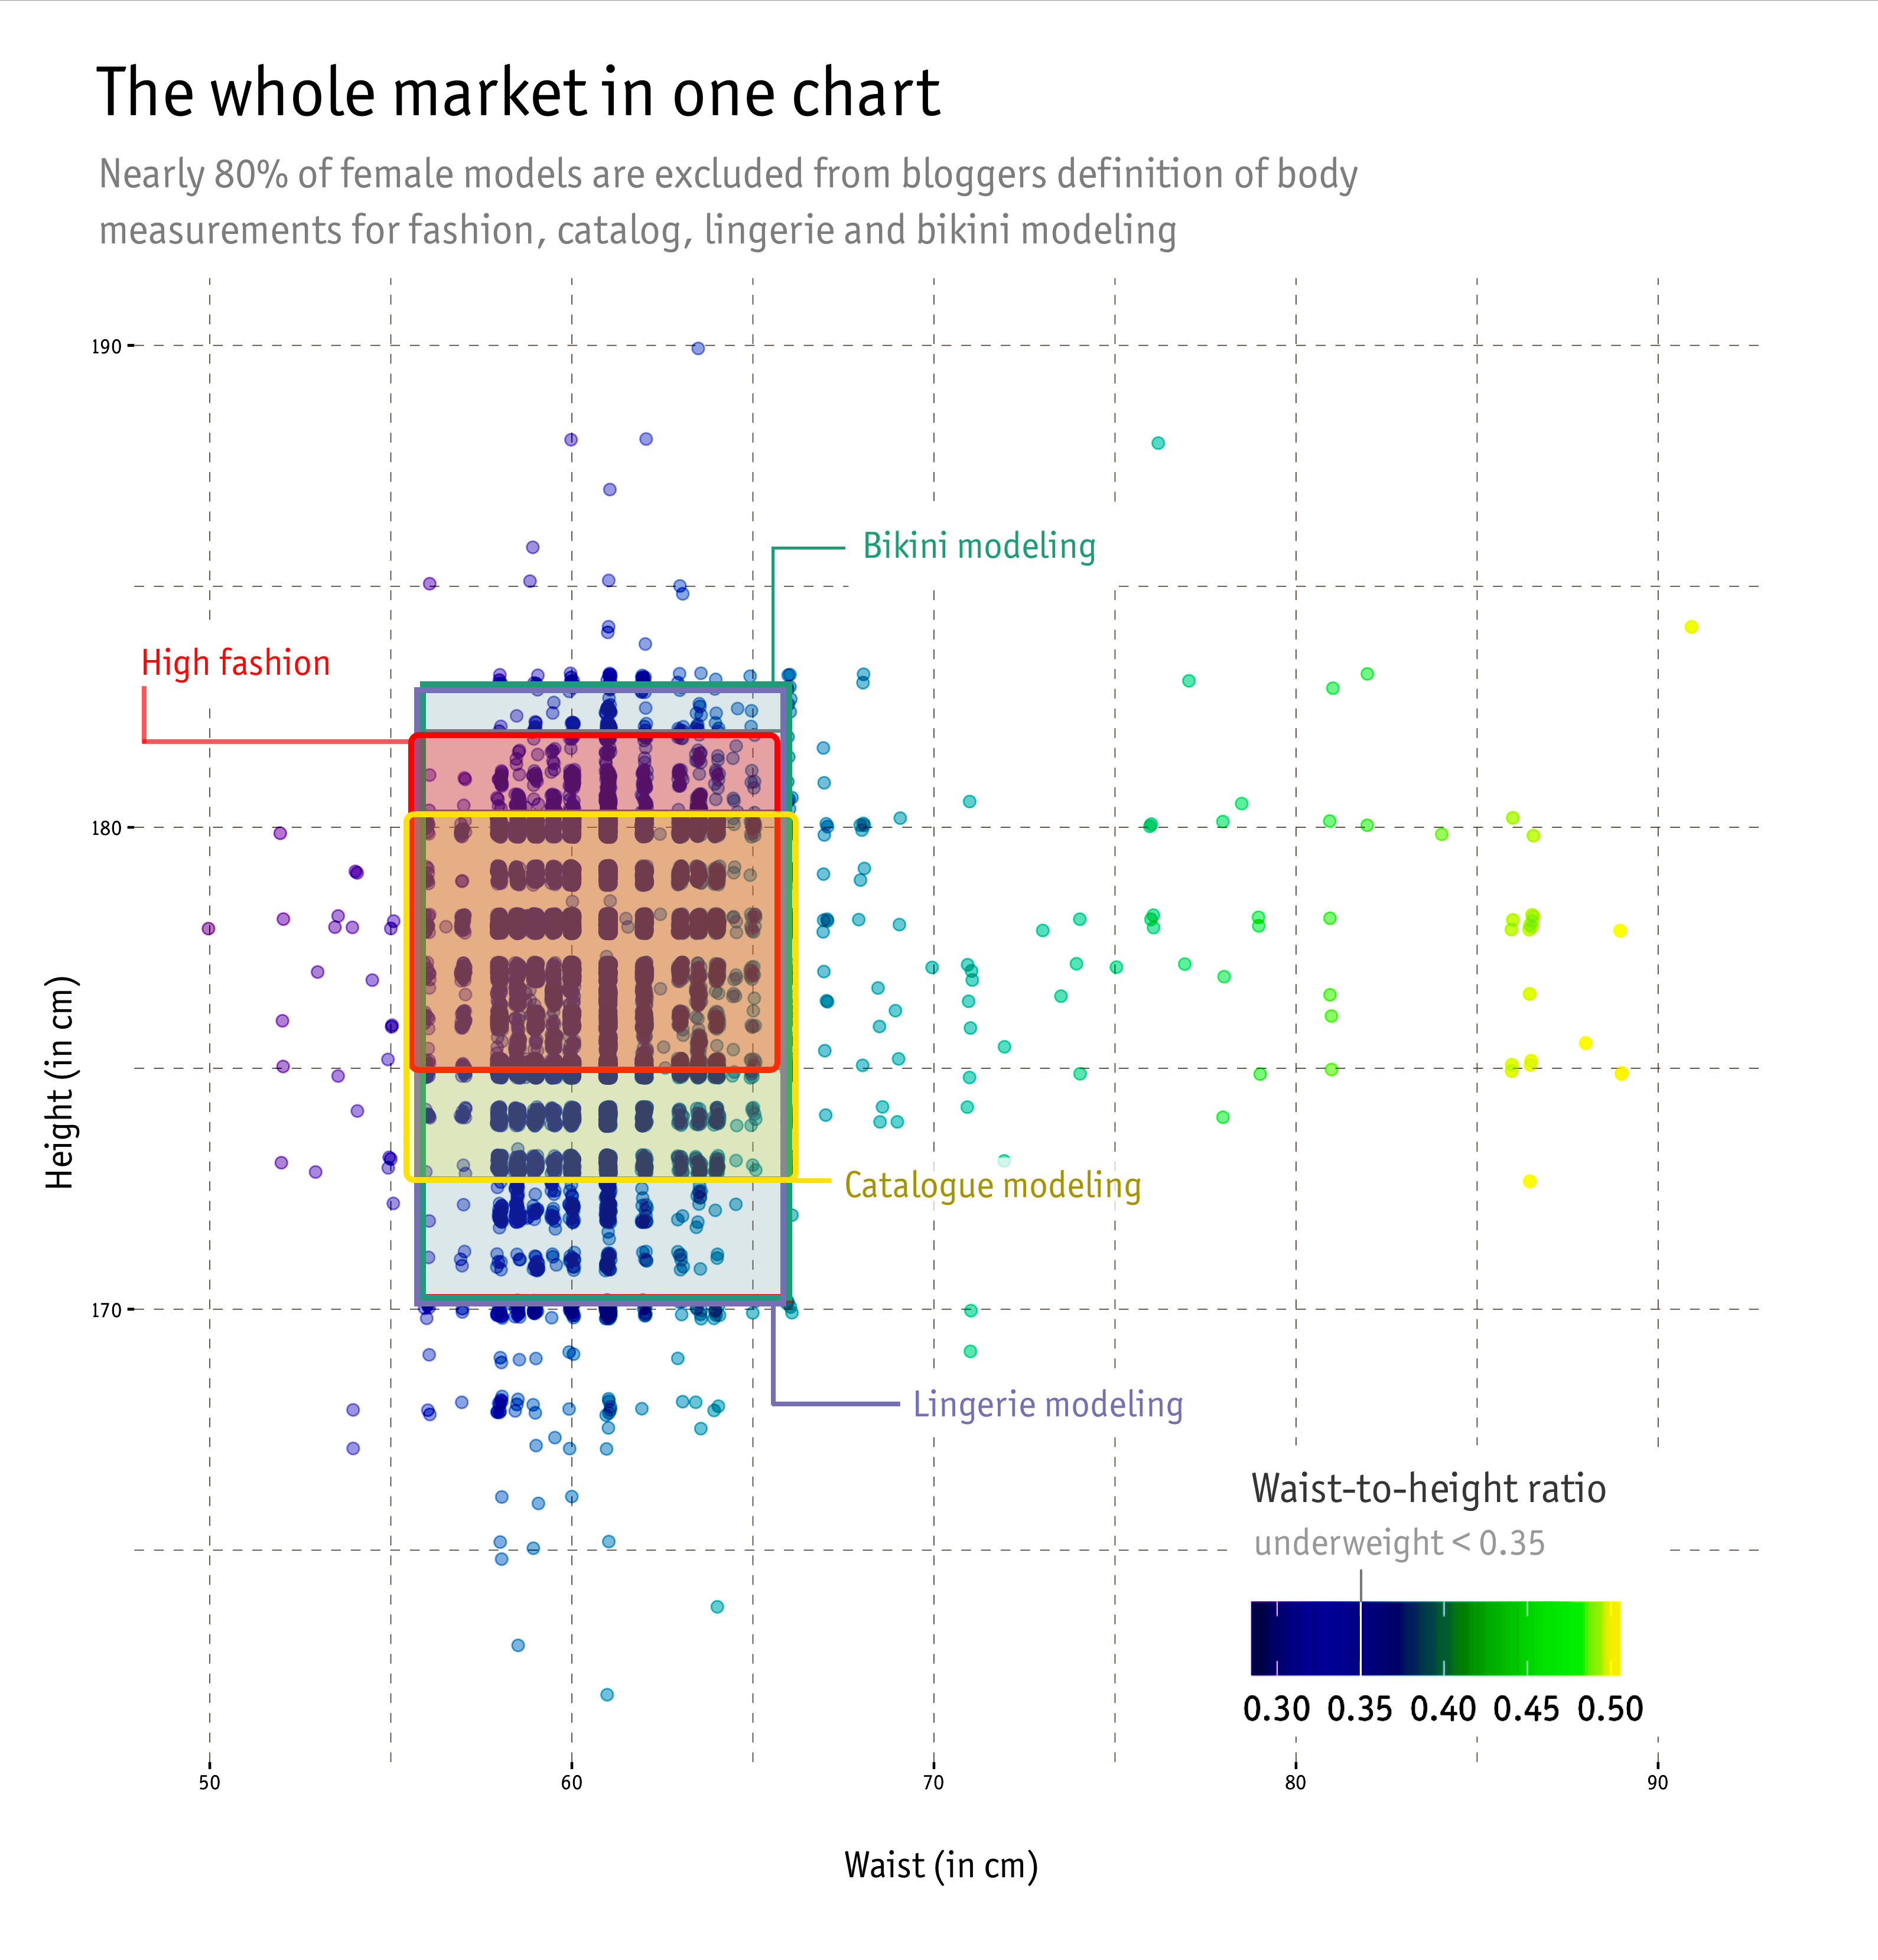 The whole market in one chart
Nearly 80% of female models are excluded from bloggers definition of body
measurements for fashion, catalog, lingerie and bikini modeling
190
Bikini modeling
High fashion
180
Height (in cm)
Catalogue modeling
170
Lingerie modeling
Waist-to-height ratio
underweight < 0.35
0.30 0.35 0.40 0.45 0.50
50 60 70 80 90
Waist (in cm)